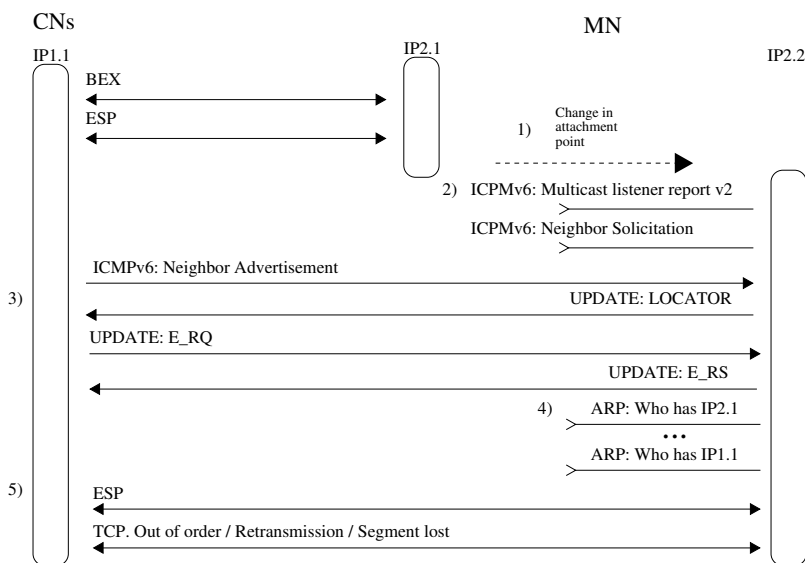 CNs
MN
IP1.1
IP2.1
IP2.2
BEX
ESP
1)
Change in
attachment
point
2) ICPMv6: Multicast listener report v2
ICPMv6: Neighbor Solicitation
ICMPv6: Neighbor Advertisement
3)
UPDATE: LOCATOR
UPDATE: E_RQ
UPDATE: E_RS
4) ARP: Who has IP2.1
...
ARP: Who has IP1.1
5)
ESP
TCP. Out of order / Retransmission / Segment lost